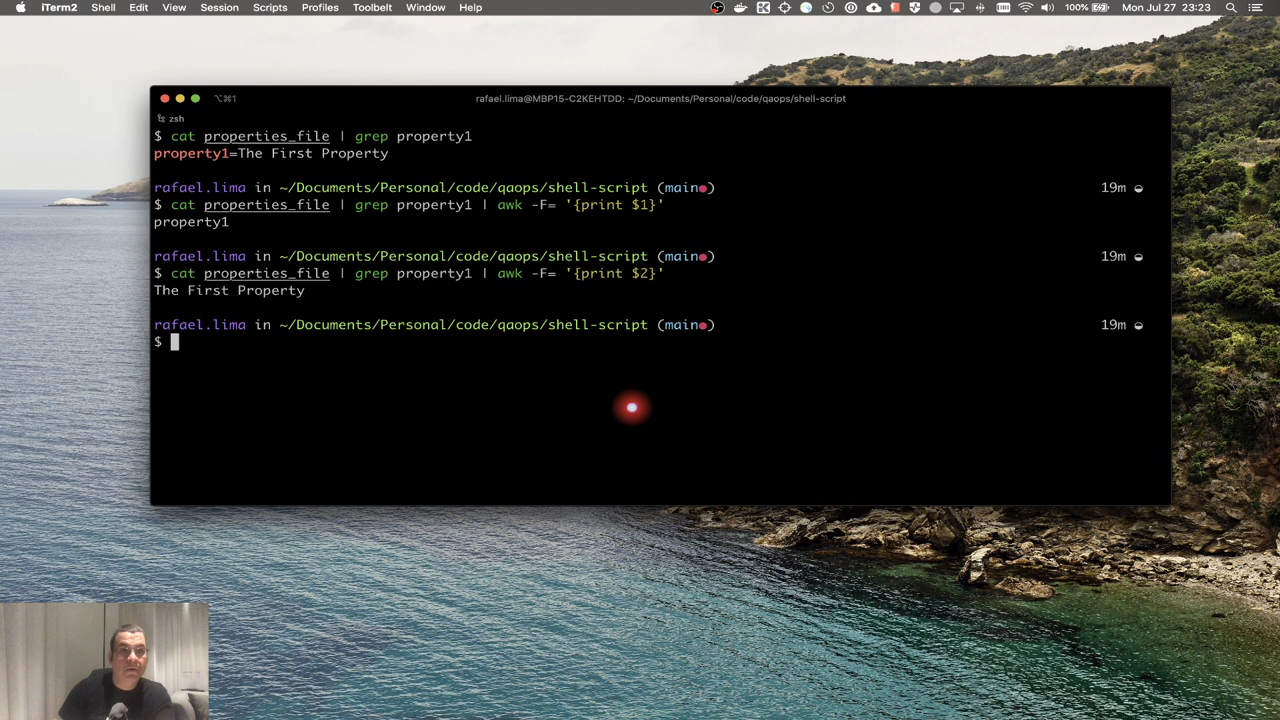 iTerm2 Shell Edit View Session Scripts Profiles Toolbelt Window Help 100% Mon Jul 27 23:23
⌥⌘1 rafael.lima@MBP15-C2KEHTDD: ~/Documents/Personal/code/qaops/shell-script
zsh
$ cat properties_file | grep property1
property1=The First Property
rafael.lima in ~/Documents/Personal/code/qaops/shell-script (main●) 19m
$ cat properties_file | grep property1 | awk -F= '{print $1}'
property1
rafael.lima in ~/Documents/Personal/code/qaops/shell-script (main●) 19m
$ cat properties_file | grep property1 | awk -F= '{print $2}'
The First Property
rafael.lima in ~/Documents/Personal/code/qaops/shell-script (main●) 19m
$